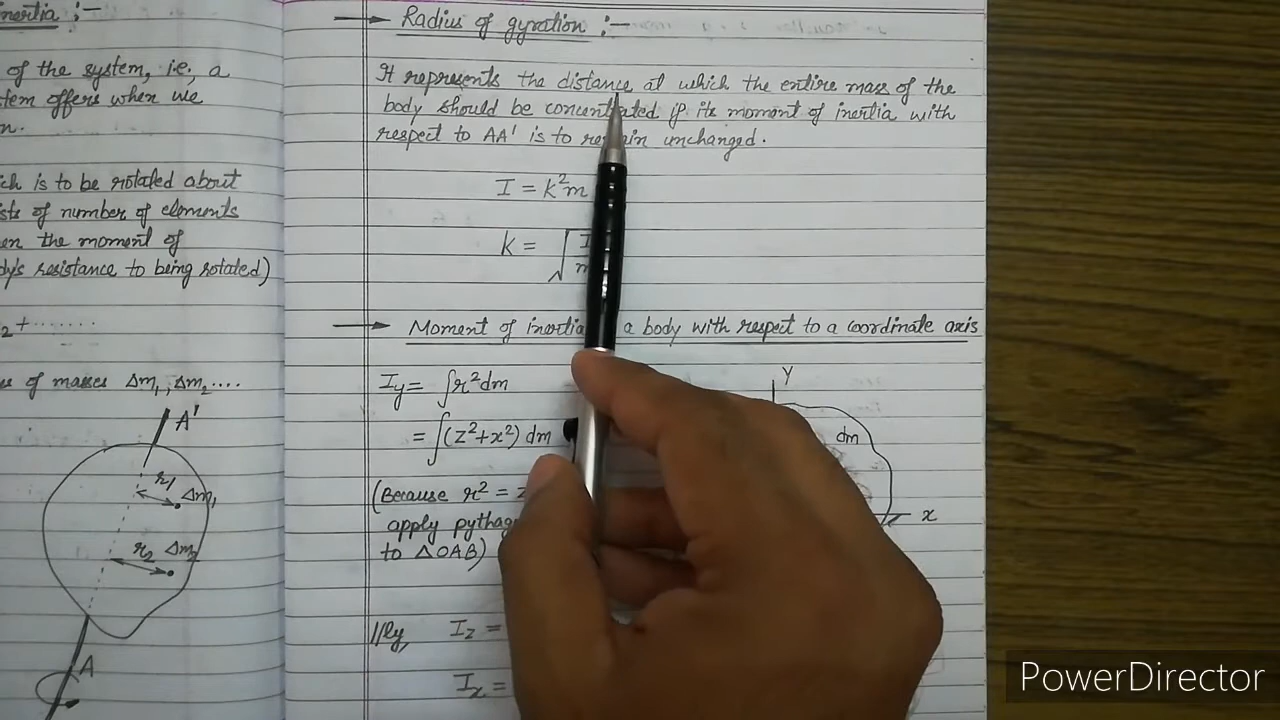 inertia :-
of the system, i.e, a
tem offers when we
n.
ich is to be rotated about
sts of number of elements
en the moment of
dy's resistance to being rotated)
2 + ........
of masses Δm1, Δm2....
A'
r1 Δm1
r2 Δm2
A
→ Radius of gyration :-
It represents the distance at which the entire mass of the
body should be concentrated if its moment of inertia with
respect to AA' is to remain unchanged.
I = k²m
k = √
→ Moment of inertia a body with respect to a coordinate axis
Iy = ∫r²dm
= ∫(z²+x²) dm
(Because r² =
apply pythag
to ΔOAB)
Y
dm
x
||ly, Iz =
Ix =
PowerDirector